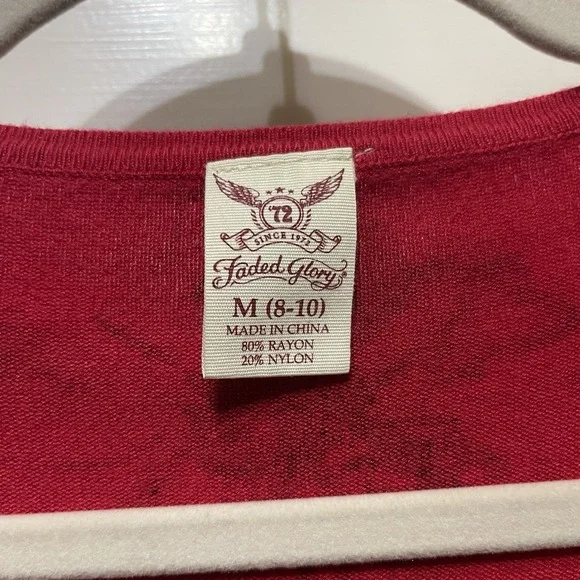 '72
SINCE 1972
Faded Glory®
M (8-10)
MADE IN CHINA
80% RAYON
20% NYLON